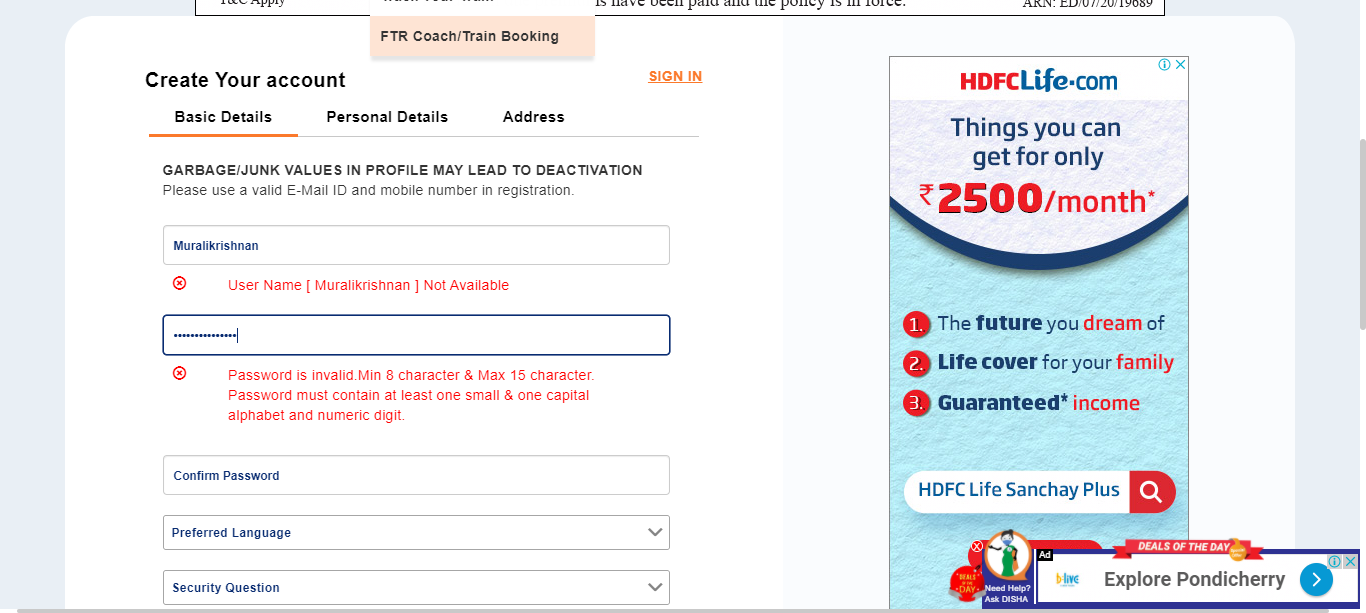 T&C Apply
is have been paid and the policy is in force.
ARN: ED/07/20/19689
FTR Coach/Train Booking
Create Your account
SIGN IN
Basic Details
Personal Details
Address
GARBAGE/JUNK VALUES IN PROFILE MAY LEAD TO DEACTIVATION
Please use a valid E-Mail ID and mobile number in registration.
Muralikrishnan
User Name [ Muralikrishnan ] Not Available
Password is invalid.Min 8 character & Max 15 character.
Password must contain at least one small & one capital
alphabet and numeric digit.
Confirm Password
Preferred Language
Security Question
HDFCLife.com
Things you can
get for only
₹2500/month*
1. The future you dream of
2. Life cover for your family
3. Guaranteed* income
HDFC Life Sanchay Plus
DEALS OF THE DAY
"DEALS
OF THE
DAY"
Need Help?
Ask DISHA
Ad
b·live
Explore Pondicherry